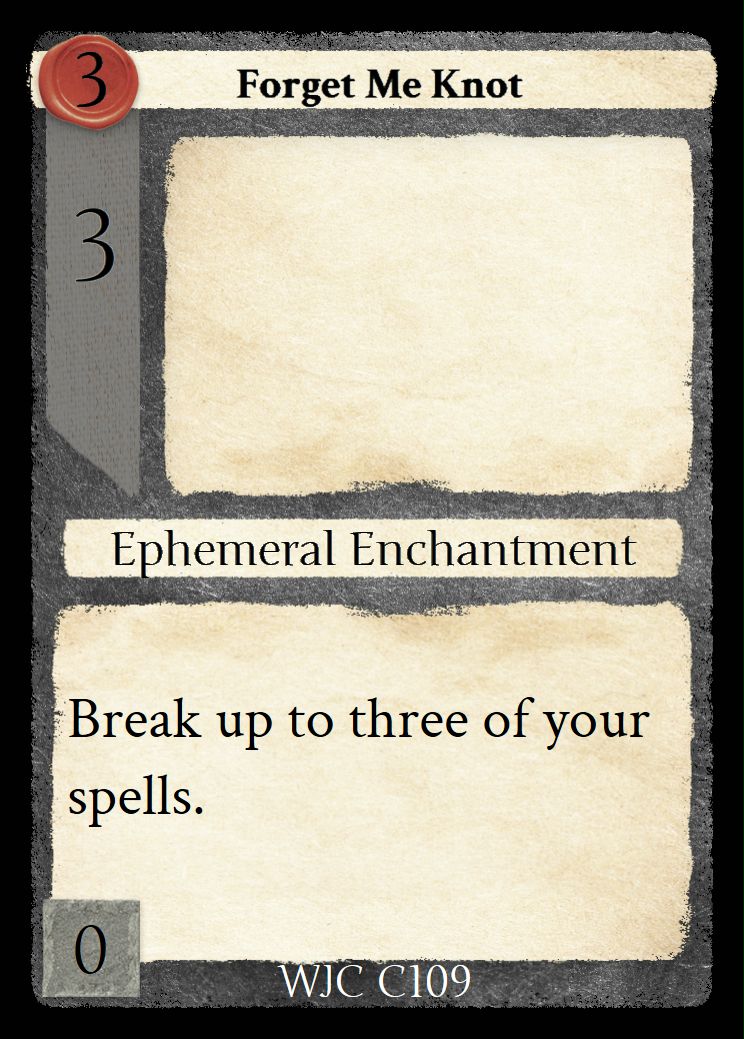 3
Forget Me Knot
3
Ephemeral Enchantment
Break up to three of your
spells.
0
WJC C109